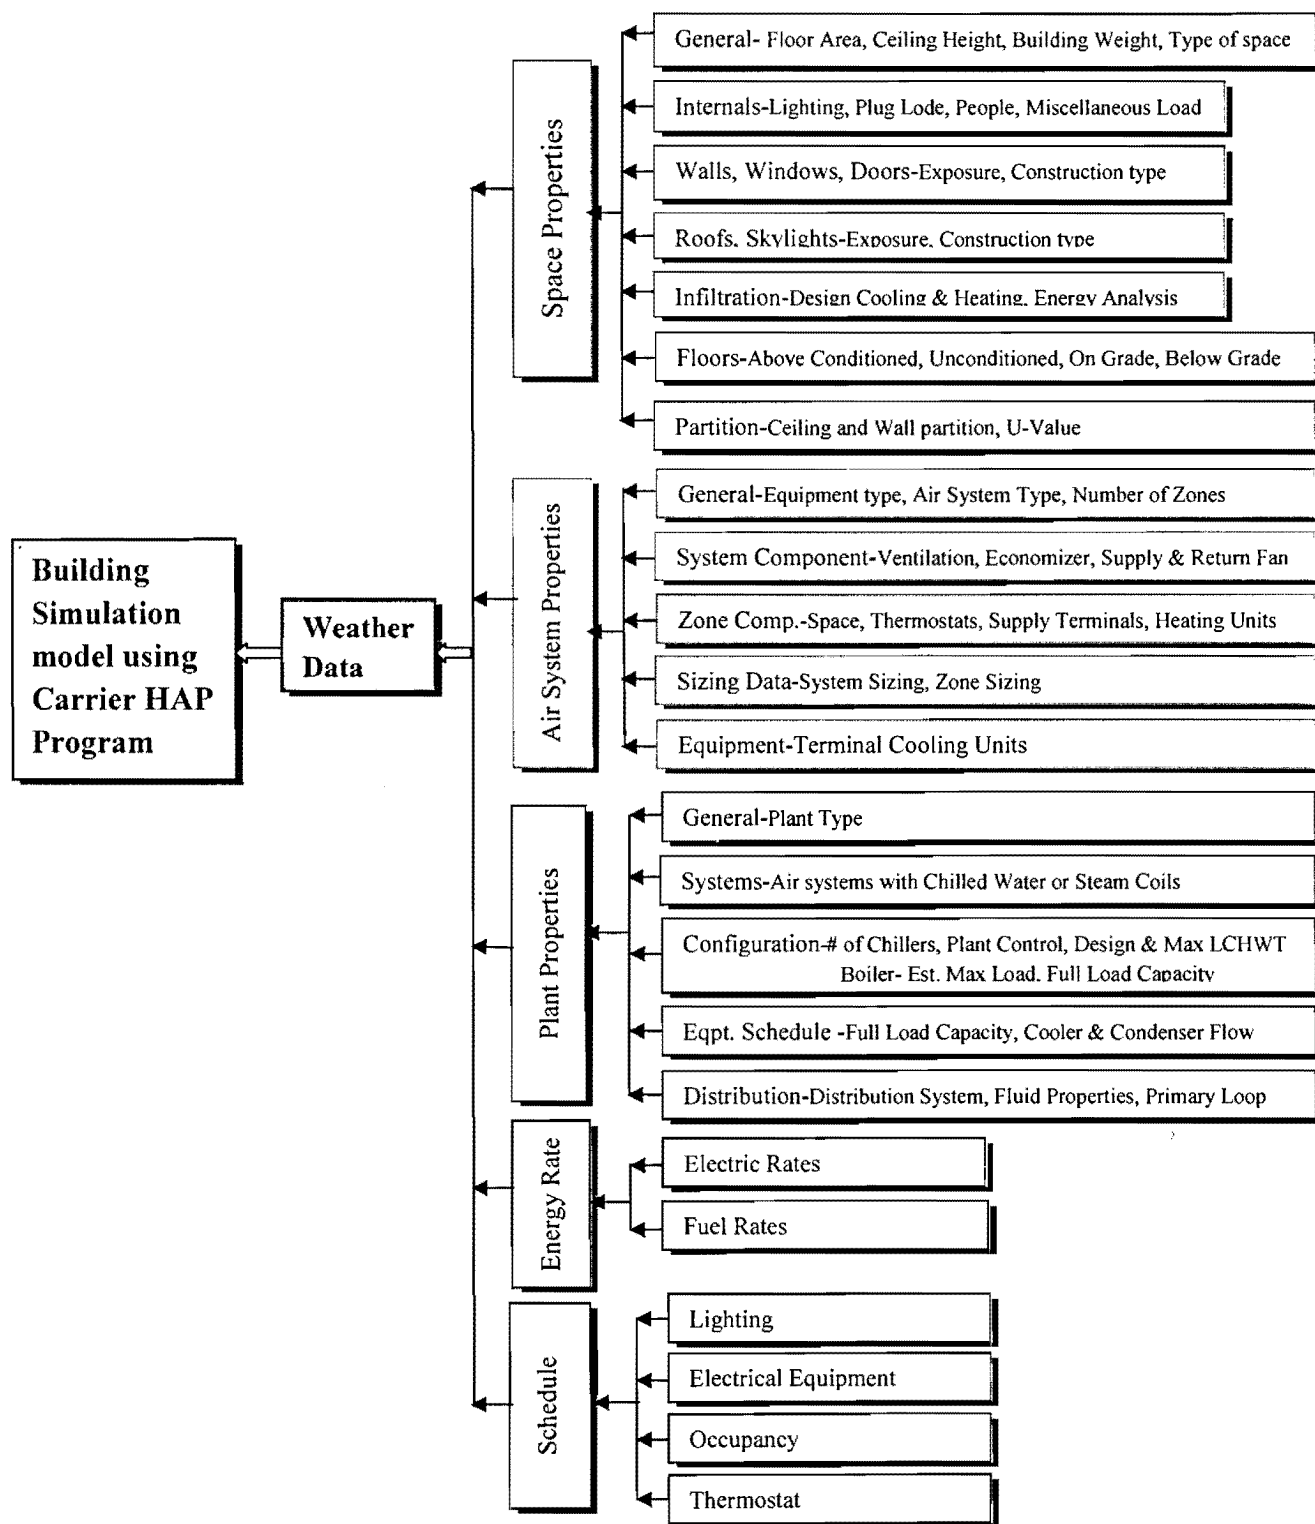 Building
Simulation
model using
Carrier HAP
Program
Weather
Data
Space Properties
General- Floor Area, Ceiling Height, Building Weight, Type of space
Internals-Lighting, Plug Lode, People, Miscellaneous Load
Walls, Windows, Doors-Exposure, Construction type
Roofs, Skylights-Exposure, Construction type
Infiltration-Design Cooling & Heating, Energy Analysis
Floors-Above Conditioned, Unconditioned, On Grade, Below Grade
Partition-Ceiling and Wall partition, U-Value
Air System Properties
General-Equipment type, Air System Type, Number of Zones
System Component-Ventilation, Economizer, Supply & Return Fan
Zone Comp.-Space, Thermostats, Supply Terminals, Heating Units
Sizing Data-System Sizing, Zone Sizing
Equipment-Terminal Cooling Units
Plant Properties
General-Plant Type
Systems-Air systems with Chilled Water or Steam Coils
Configuration-# of Chillers, Plant Control, Design & Max LCHWT
Boiler- Est. Max Load, Full Load Capacity
Eqpt. Schedule -Full Load Capacity, Cooler & Condenser Flow
Distribution-Distribution System, Fluid Properties, Primary Loop
Energy Rate
Electric Rates
Fuel Rates
Schedule
Lighting
Electrical Equipment
Occupancy
Thermostat